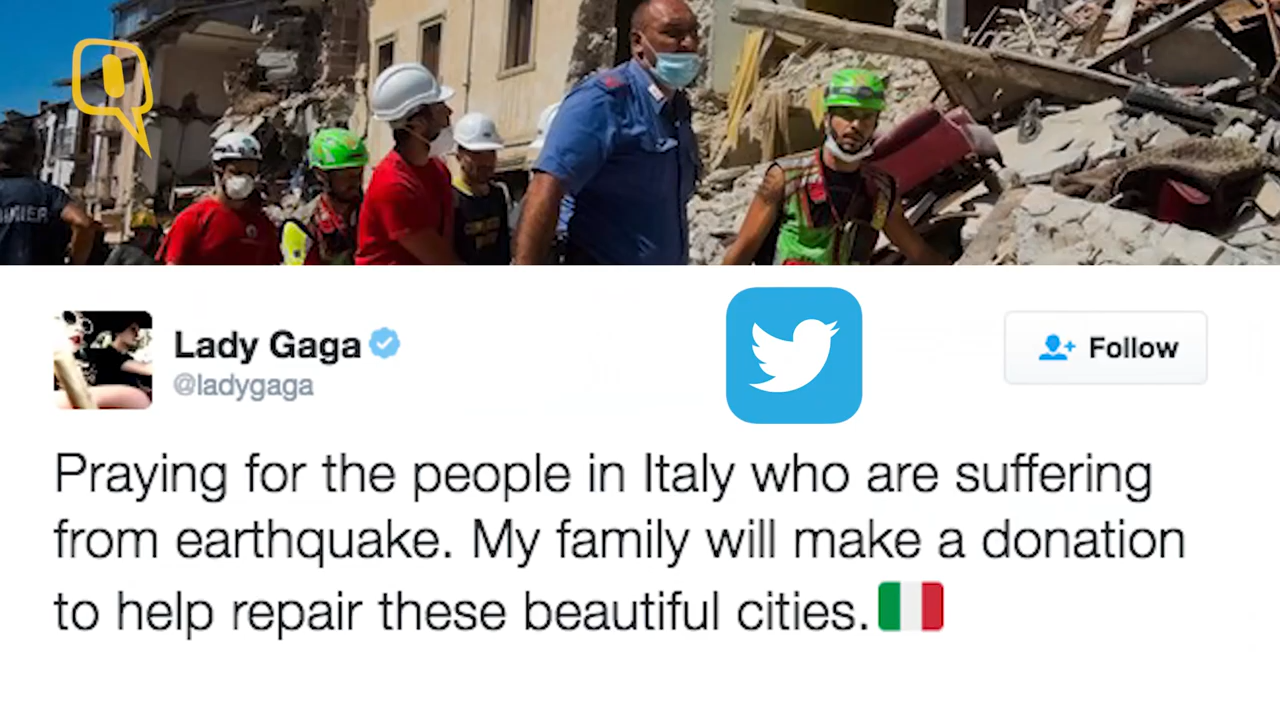 Lady Gaga
@ladygaga
Follow
Praying for the people in Italy who are suffering
from earthquake. My family will make a donation
to help repair these beautiful cities.🇮🇹